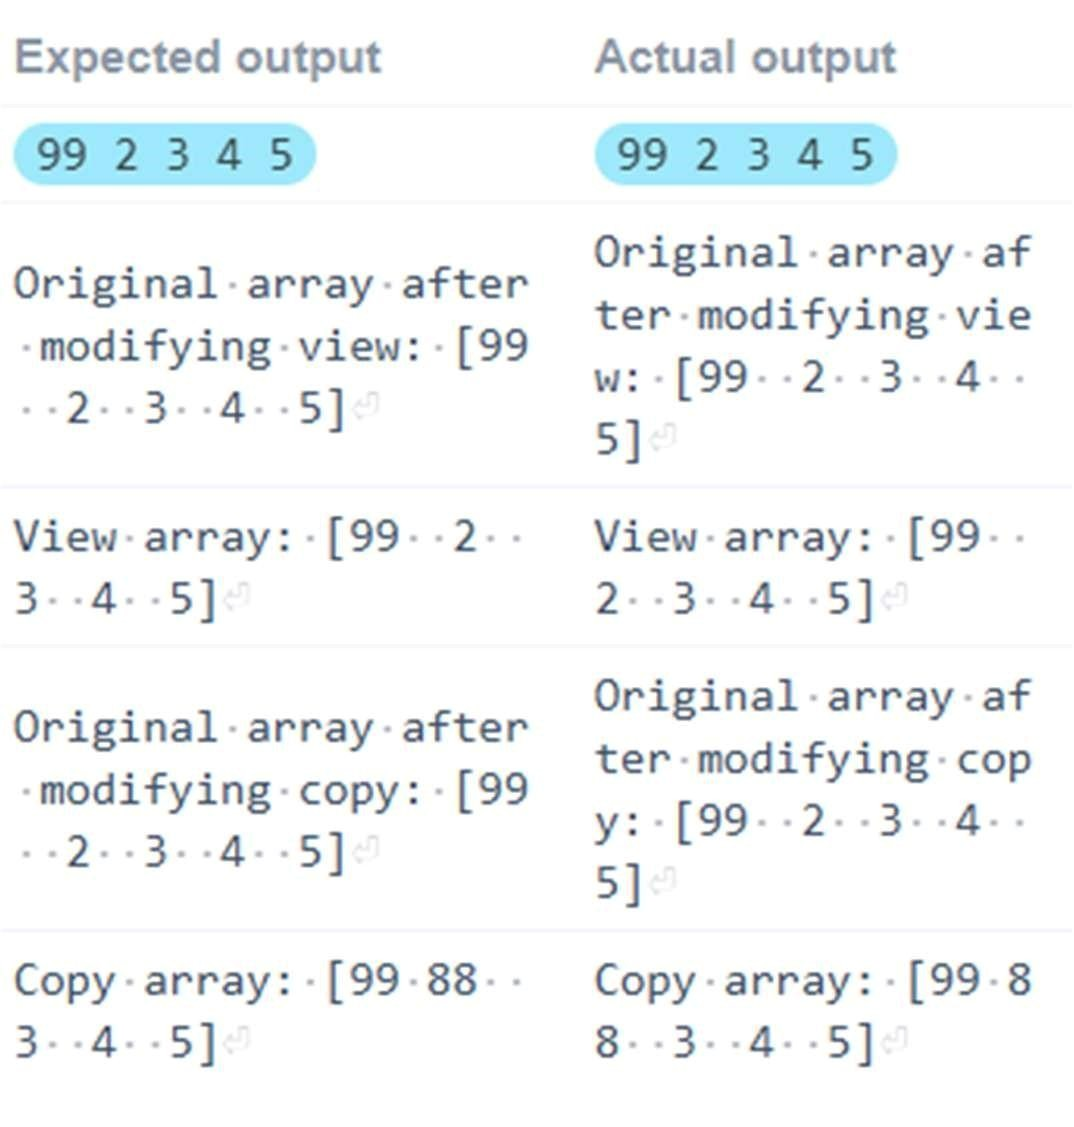 Expected output
Actual output
99 2 3 4 5
99 2 3 4 5
Original·array·after
·modifying·view:·[99
··2··3··4··5]⏎
Original·array·af
ter·modifying·vie
w:·[99··2··3··4··
5]⏎
View·array:·[99··2··
3··4··5]⏎
View·array:·[99··
2··3··4··5]⏎
Original·array·after
·modifying·copy:·[99
··2··3··4··5]⏎
Original·array·af
ter·modifying·cop
y:·[99··2··3··4··
5]⏎
Copy·array:·[99·88··
3··4··5]⏎
Copy·array:·[99·8
8··3··4··5]⏎